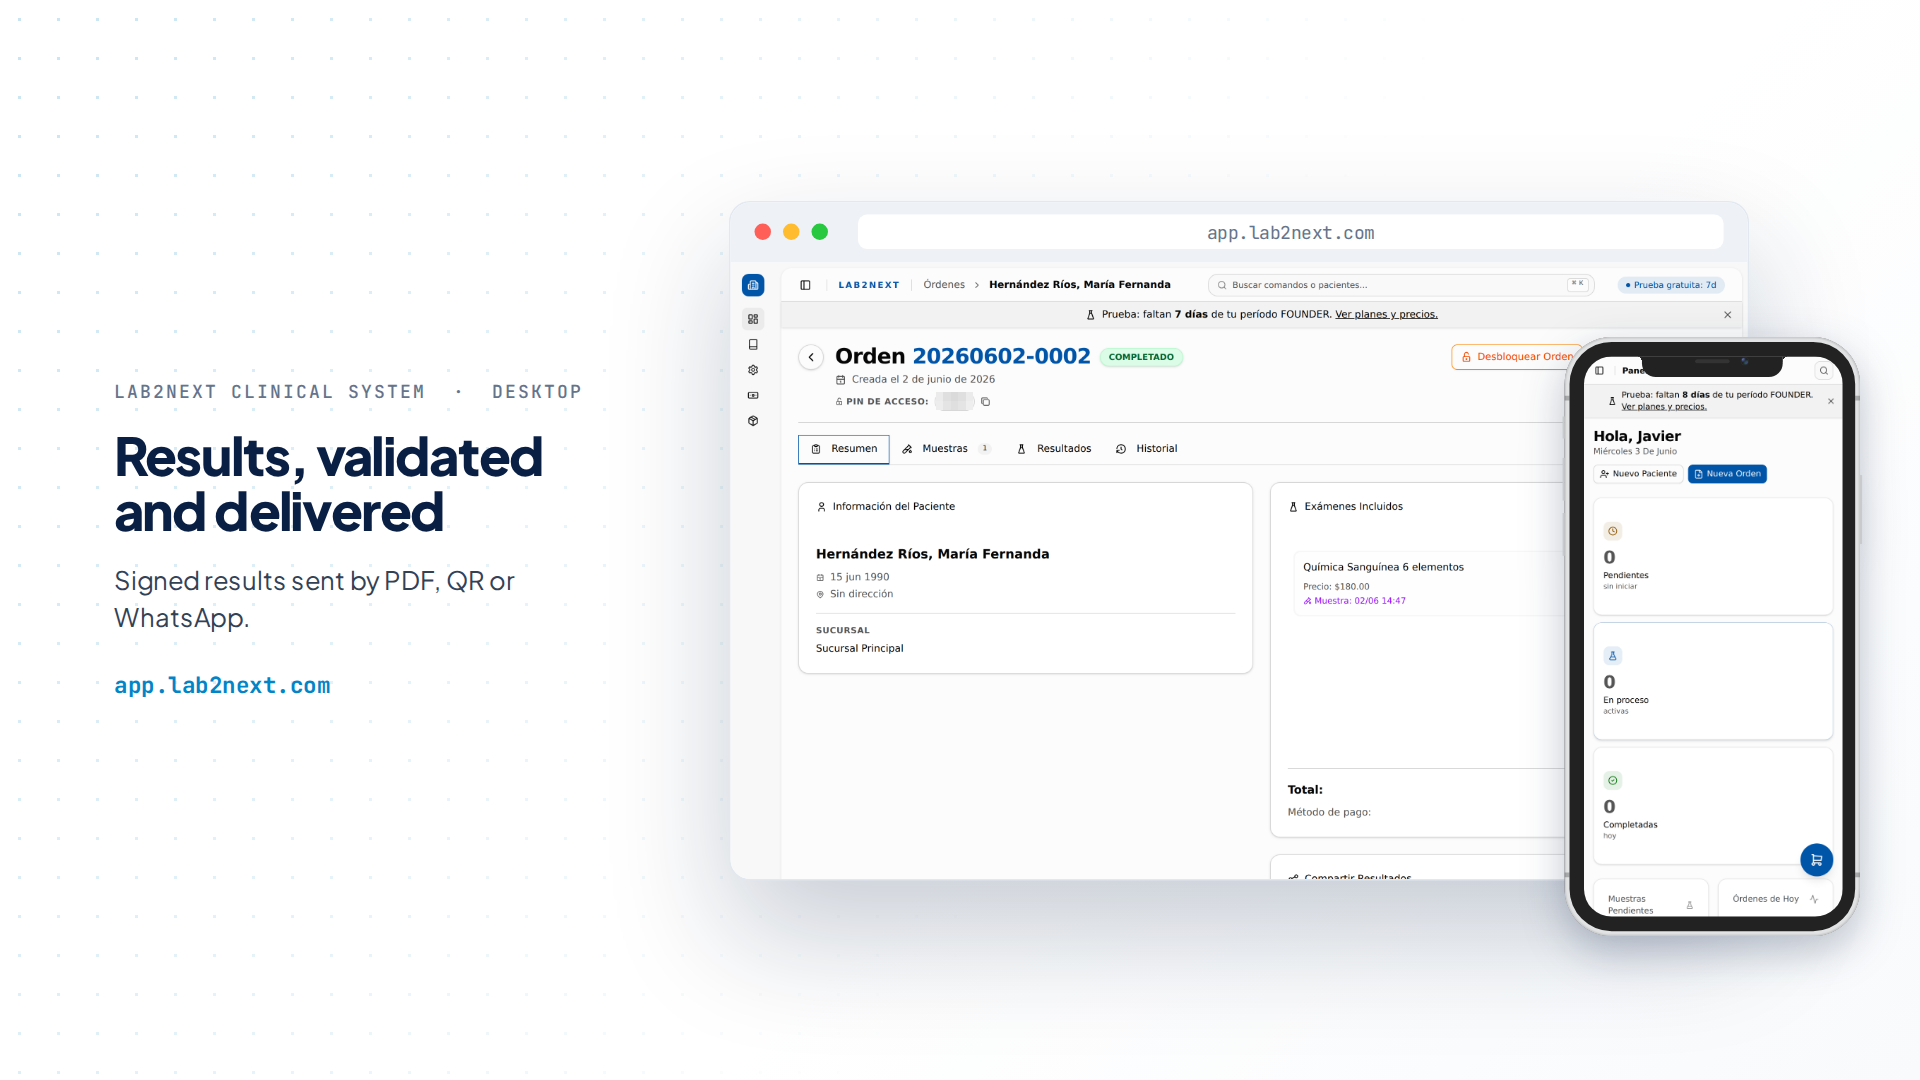 LAB2NEXT CLINICAL SYSTEM · DESKTOP
Results, validated
and delivered
Signed results sent by PDF, QR or
WhatsApp.
app.lab2next.com
app.lab2next.com
LAB2NEXT
Órdenes > Hernández Ríos, María Fernanda
Buscar comandos o pacientes...
⌘ K
Prueba gratuita: 7d
Prueba: faltan 7 días de tu período FOUNDER. Ver planes y precios.
Orden 20260602-0002
COMPLETADO
Desbloquear Orden
Creada el 2 de junio de 2026
PIN DE ACCESO:
Resumen
Muestras 1
Resultados
Historial
Información del Paciente
Hernández Ríos, María Fernanda
15 jun 1990
Sin dirección
SUCURSAL
Sucursal Principal
Exámenes Incluidos
Química Sanguínea 6 elementos
Precio: $180.00
Muestra: 02/06 14:47
Total:
Método de pago:
Compartir Resultados
Pane
Prueba: faltan 8 días de tu período FOUNDER.
Ver planes y precios.
Hola, Javier
Miércoles 3 De Junio
Nuevo Paciente
Nueva Orden
0
Pendientes
sin iniciar
0
En proceso
activas
0
Completadas
hoy
Muestras
Pendientes
Órdenes de Hoy